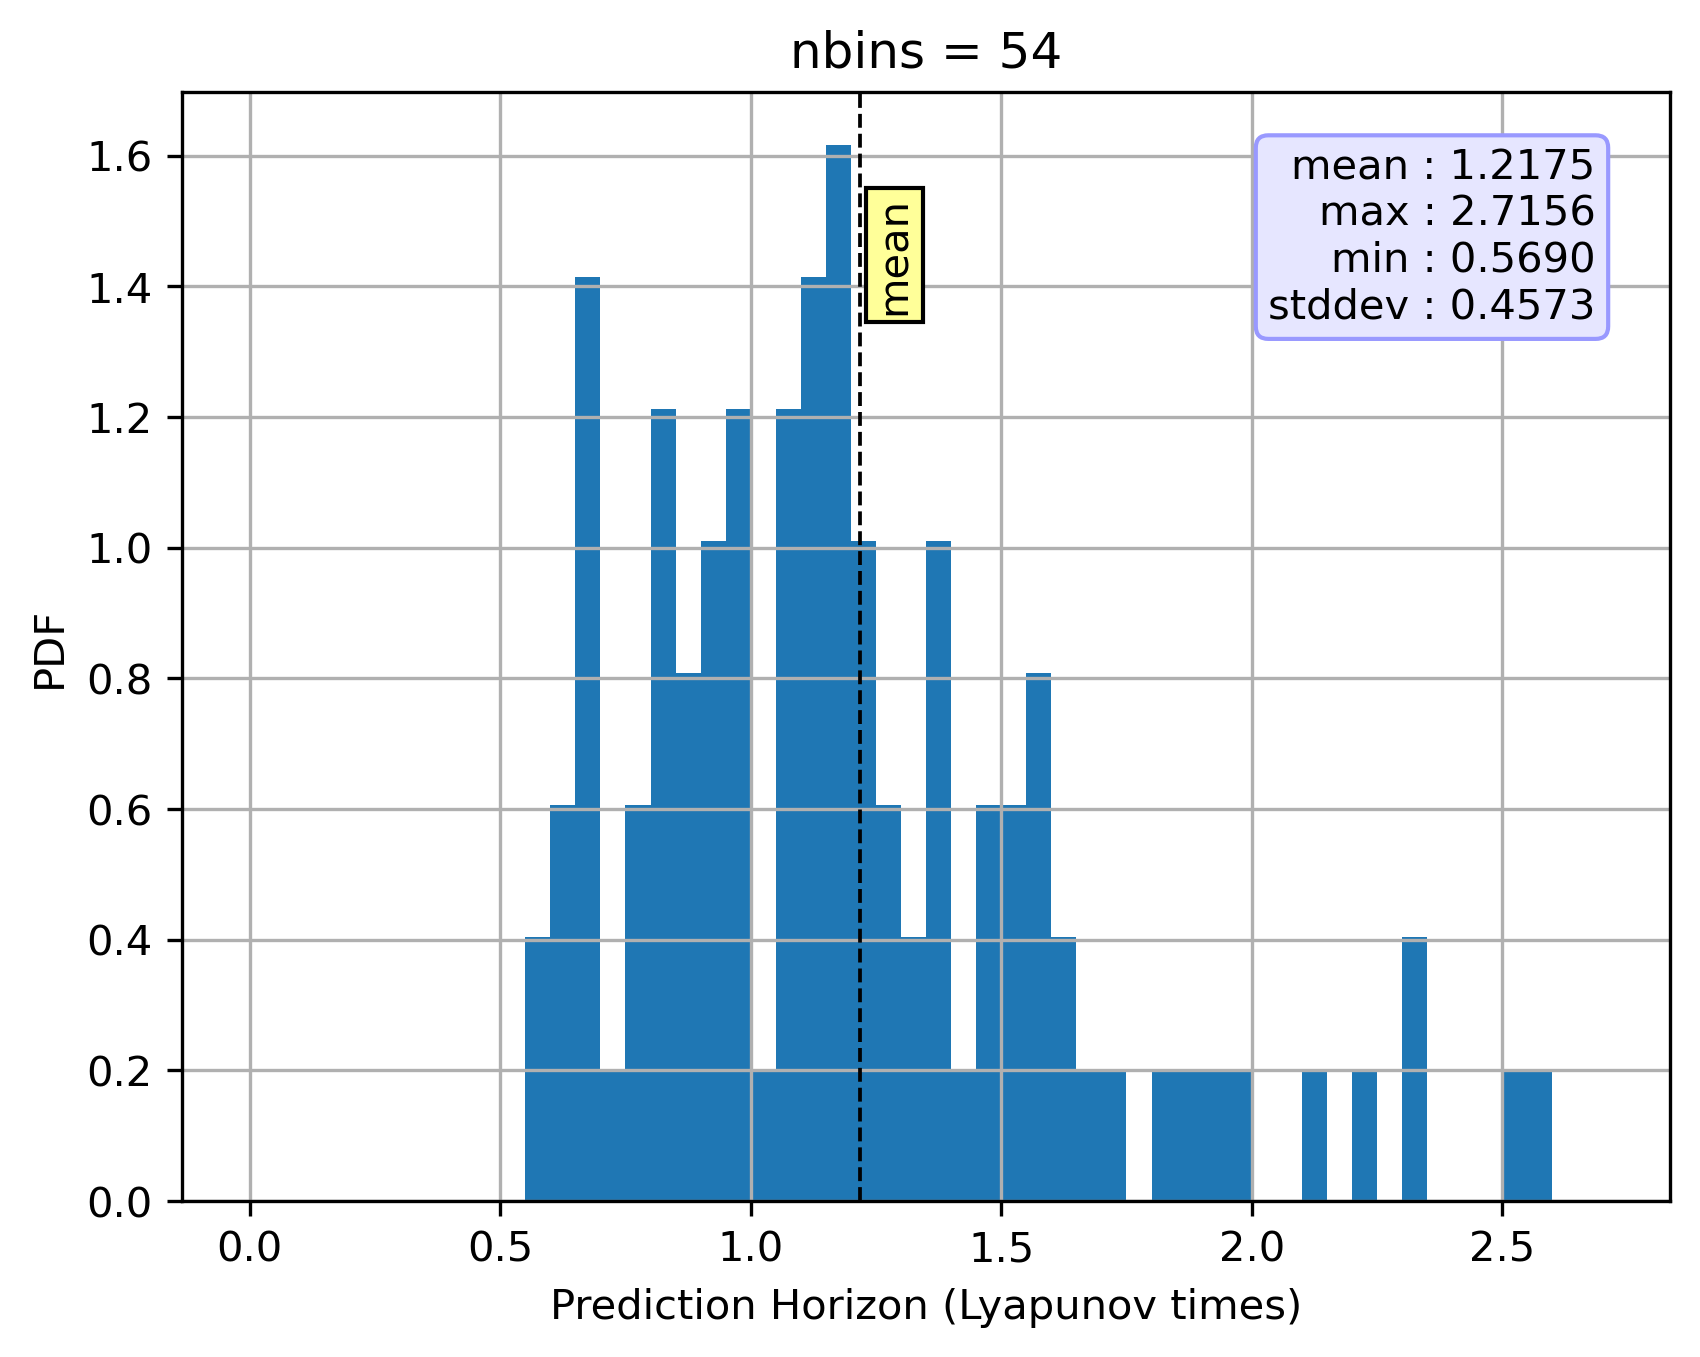 nbins = 54
mean : 1.2175
max : 2.7156
min : 0.5690
stddev : 0.4573
mean
PDF
1.6
1.4
1.2
1.0
0.8
0.6
0.4
0.2
0.0
0.0 0.5 1.0 1.5 2.0 2.5
Prediction Horizon (Lyapunov times)